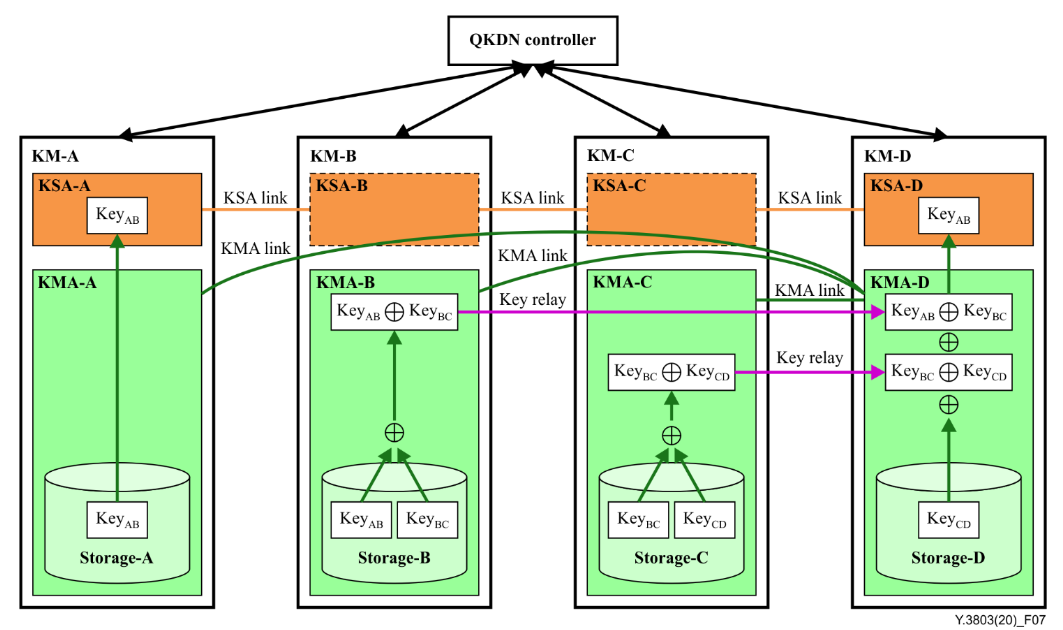 QKDN controller
KM-A
KM-B
KM-C
KM-D
KSA-A
KSA-B
KSA-C
KSA-D
KeyAB
KSA link
KSA link
KSA link
KeyAB
KMA link
KMA link
KMA link
KMA-A
KMA-B
KMA-C
KMA-D
KeyAB ⊕ KeyBC
Key relay
KeyAB ⊕ KeyBC
⊕
KeyBC ⊕ KeyCD
Key relay
KeyBC ⊕ KeyCD
⊕
⊕
⊕
KeyAB
KeyAB
KeyBC
KeyBC
KeyCD
KeyCD
Storage-A
Storage-B
Storage-C
Storage-D
Y.3803(20)_F07